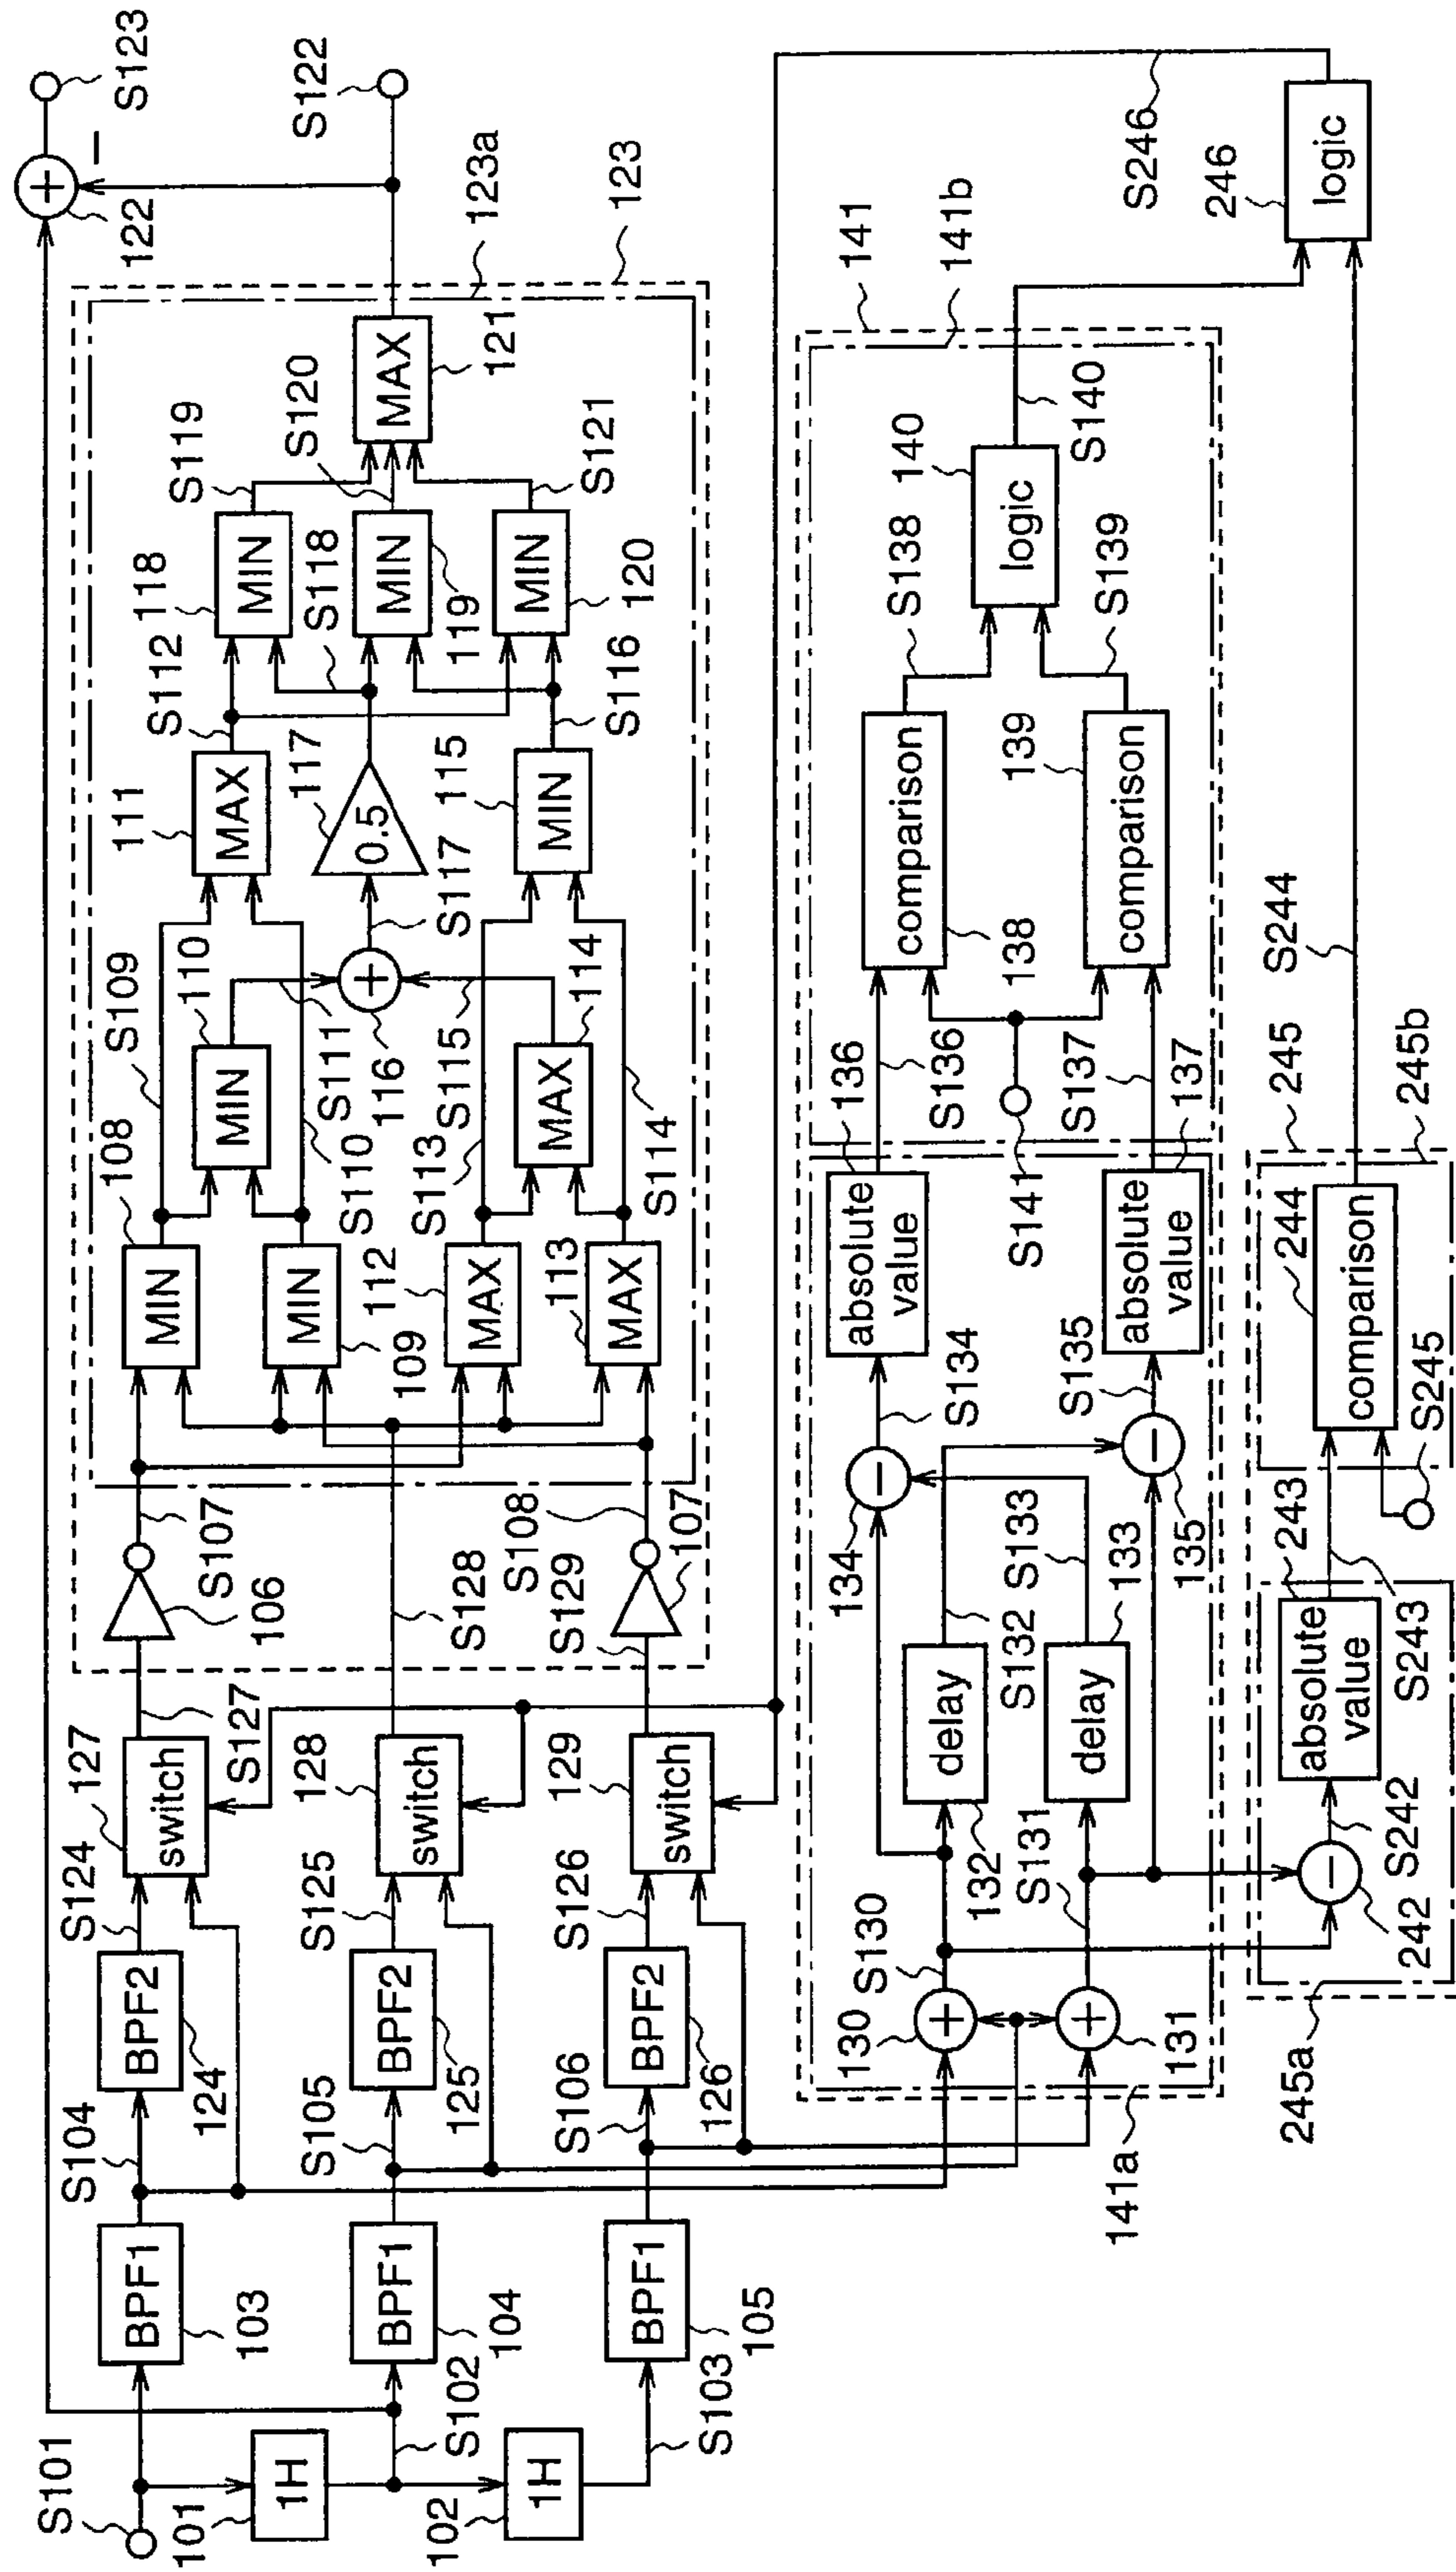 S101
101
1H
S102
102
1H
S103
BPF1
103
BPF1
104
BPF1
105
S104
BPF2
124
S105
BPF2
125
S106
BPF2
126
S124
127
switch
S127
S125
128
switch
S126
129
switch
S107
106
S128
S108
S129
107
108
MIN
S109
MIN
109
110
MIN
S111
S110
112
MAX
S113
113
MAX
S114
114
MAX
S115
116
+
S117
111
MAX
117
0.5
115
MIN
S112
S116
118
MIN
S118
MIN
119
MIN
120
S119
S120
S121
MAX
121
123a
123
+
122
−
S123
S122
130
+
S130
+
131
S131
141a
delay
132
S132
delay
133
S133
134
−
S134
−
135
S135
absolute
value
136
S136
absolute
value
137
S137
S141
comparison
138
comparison
139
S138
S139
logic
140
S140
141
141b
−
242
S242
245a
absolute
value
243
S243
comparison
244
S245
245
245b
S244
logic
246
S246